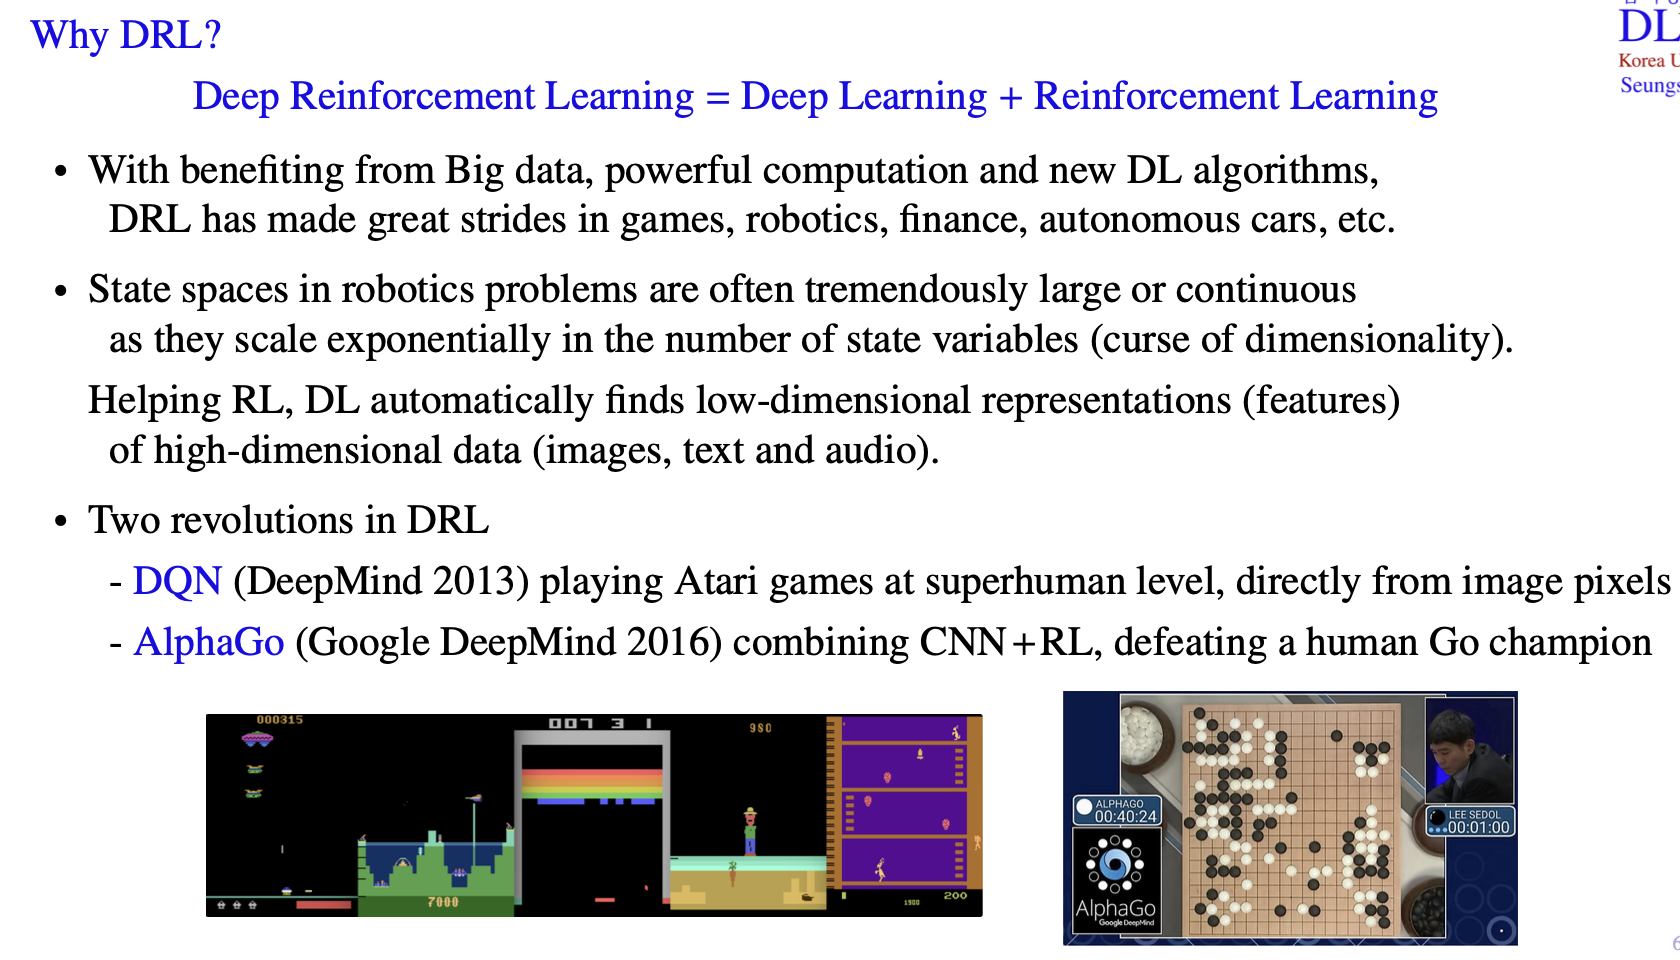 Why DRL?
DL
Korea U
Seungs
Deep Reinforcement Learning = Deep Learning + Reinforcement Learning
• With benefiting from Big data, powerful computation and new DL algorithms,
DRL has made great strides in games, robotics, finance, autonomous cars, etc.
• State spaces in robotics problems are often tremendously large or continuous
as they scale exponentially in the number of state variables (curse of dimensionality).
Helping RL, DL automatically finds low-dimensional representations (features)
of high-dimensional data (images, text and audio).
• Two revolutions in DRL
- DQN (DeepMind 2013) playing Atari games at superhuman level, directly from image pixels
- AlphaGo (Google DeepMind 2016) combining CNN+RL, defeating a human Go champion
000315
7000
007 3 1
980
1900
200
ALPHAGO
00:40:24
LEE SEDOL
00:01:00
AlphaGo
Google DeepMind
6